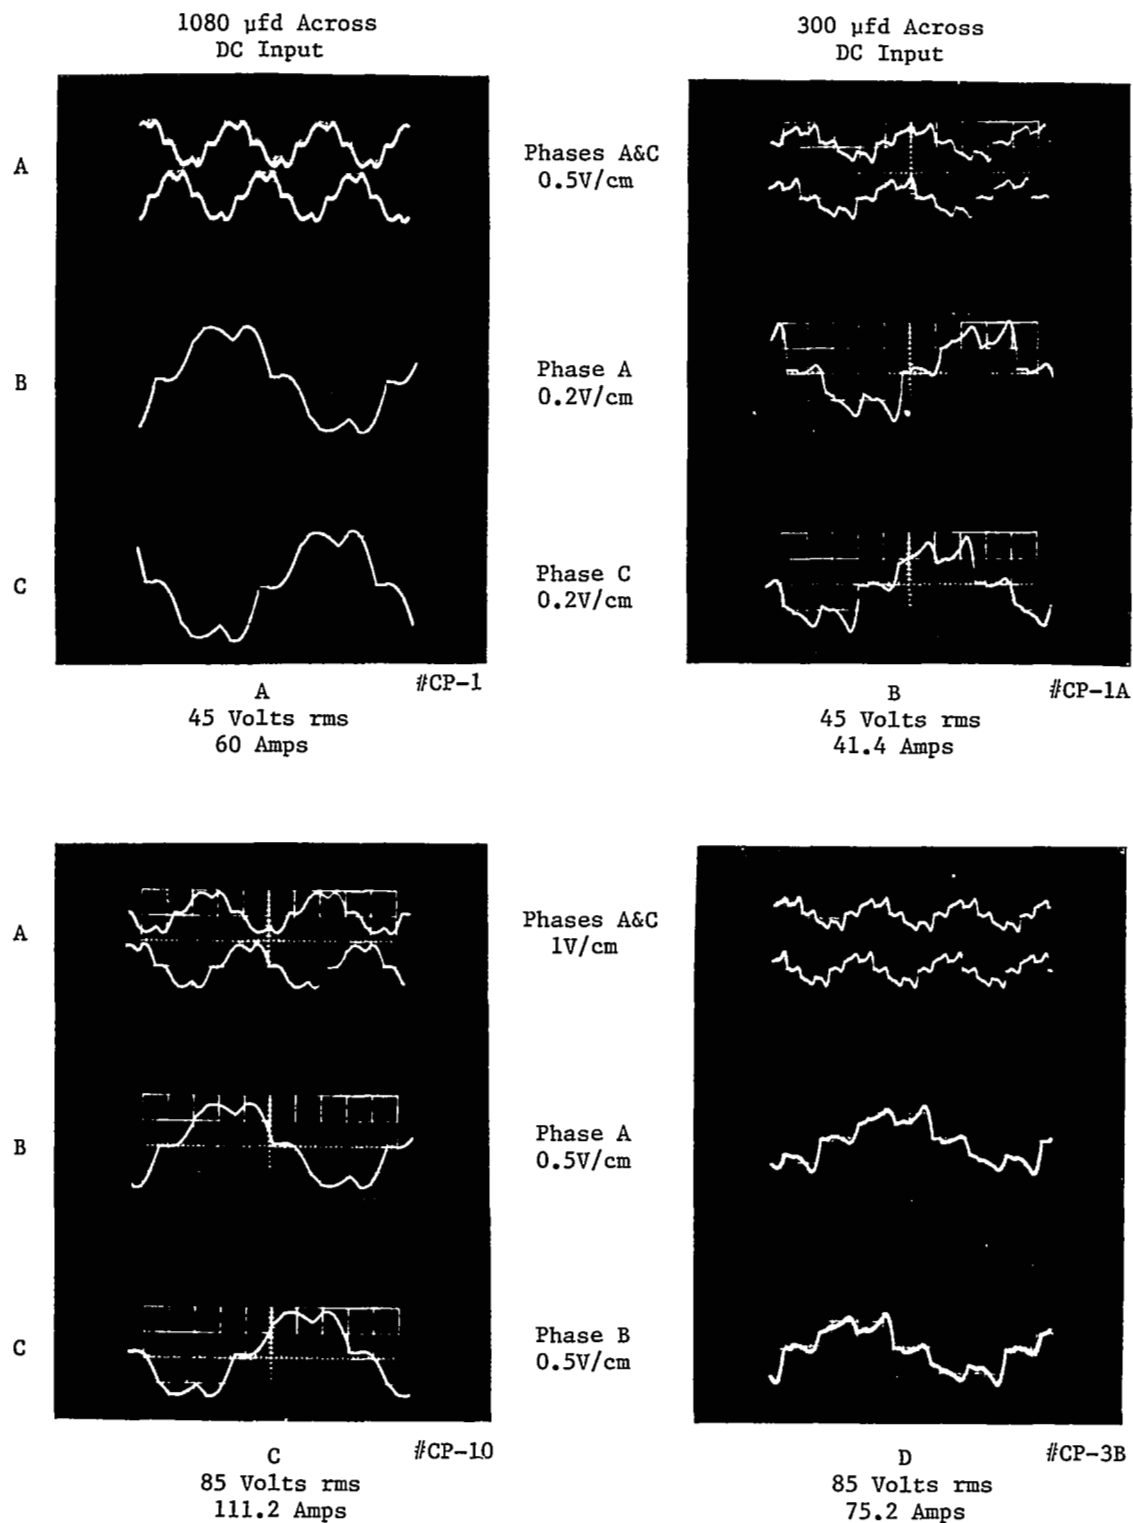 1080 µfd Across
DC Input
300 µfd Across
DC Input
A
Phases A&C
0.5V/cm
B
Phase A
0.2V/cm
C
Phase C
0.2V/cm
#CP-1
A
45 Volts rms
60 Amps
#CP-1A
B
45 Volts rms
41.4 Amps
A
Phases A&C
1V/cm
B
Phase A
0.5V/cm
C
Phase B
0.5V/cm
#CP-10
C
85 Volts rms
111.2 Amps
#CP-3B
D
85 Volts rms
75.2 Amps